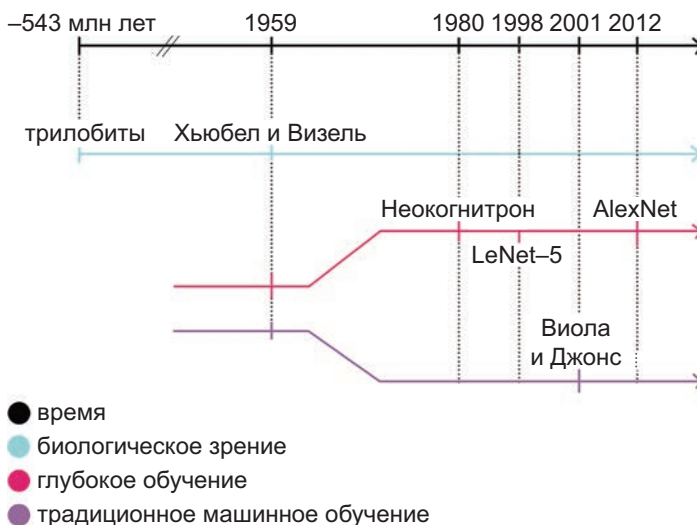 –543 млн лет 1959 1980 1998 2001 2012
трилобиты Хьюбел и Визель
Неокогнитрон AlexNet
LeNet–5
Виола
и Джонс
время
биологическое зрение
глубокое обучение
традиционное машинное обучение